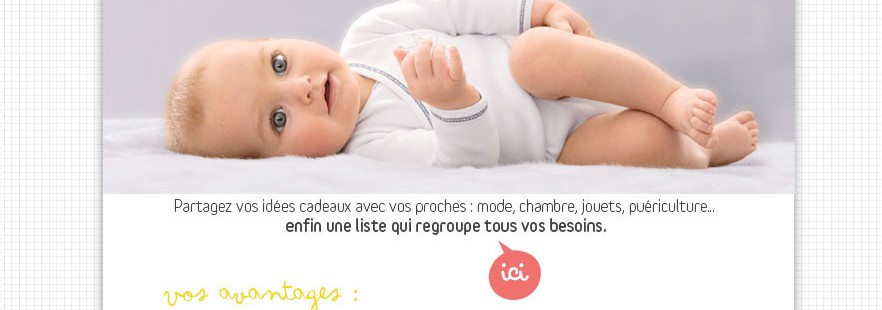 Partagez vos idées cadeaux avec vos proches : mode, chambre, jouets, puériculture...
enfin une liste qui regroupe tous vos besoins.
ici
vos avantages :